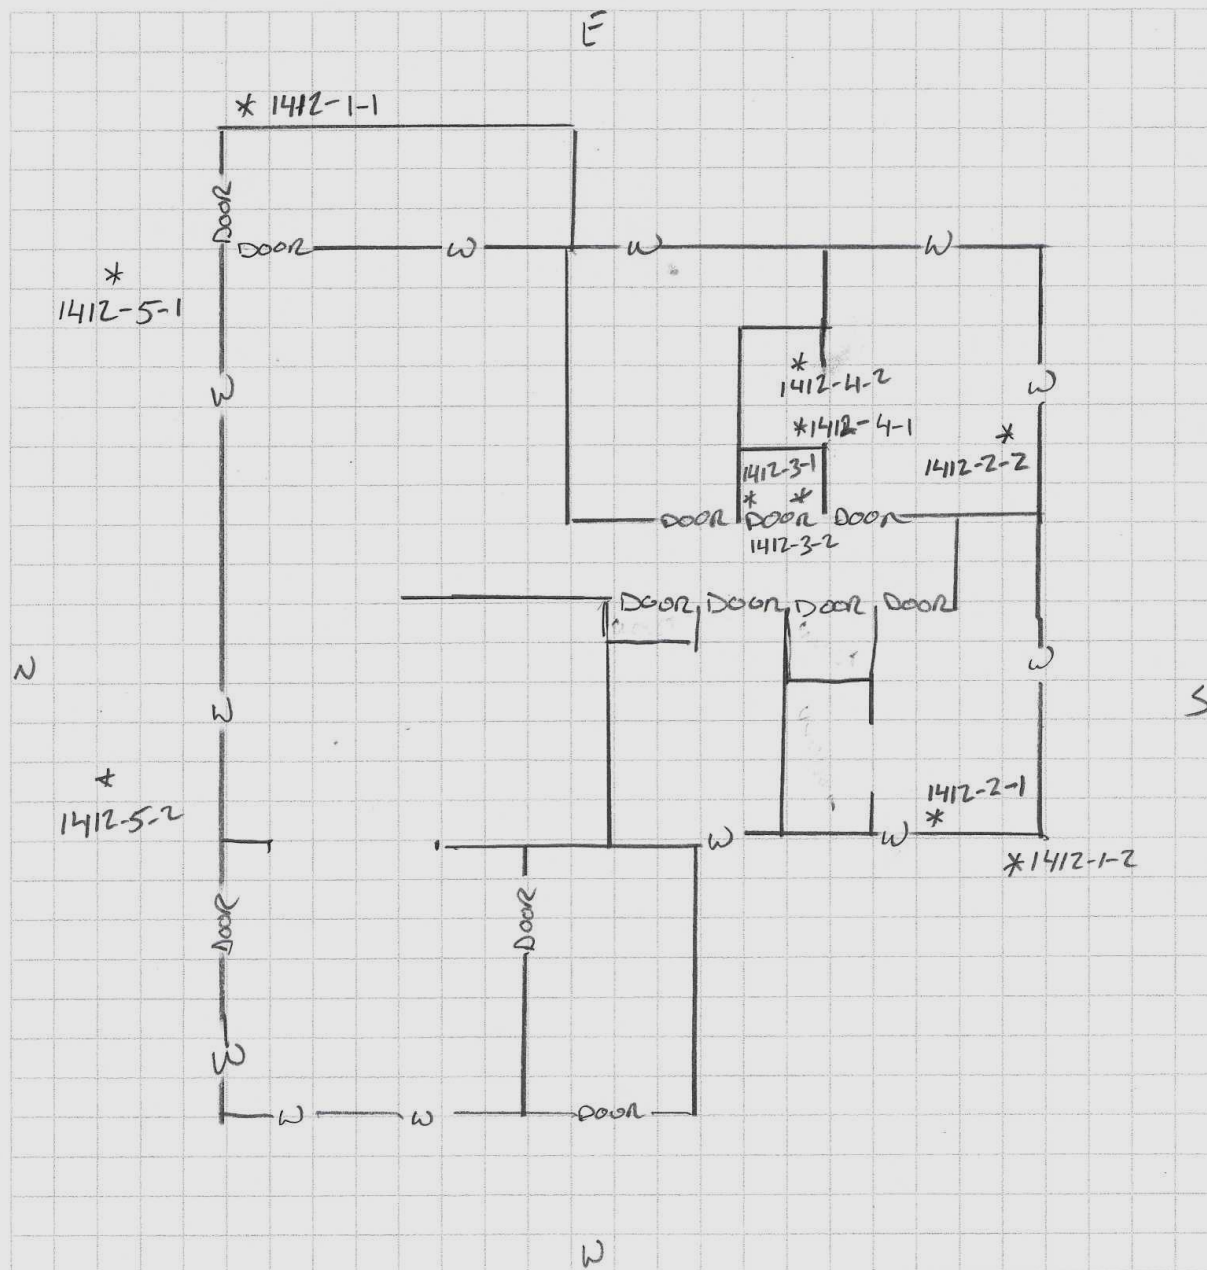 E
* 1412-1-1
DOOR
DOOR W W W
*
1412-5-1
W
W
*
1412-4-2
*1412-4-1
*
1412-2-2
1412-3-1
* *
DOOR DOOR DOOR
1412-3-2
DOOR DOOR DOOR DOOR
W
N
S
W
*
1412-5-2
1412-2-1
*
W W
*1412-1-2
DOOR
DOOR
W
W W DOOR
W